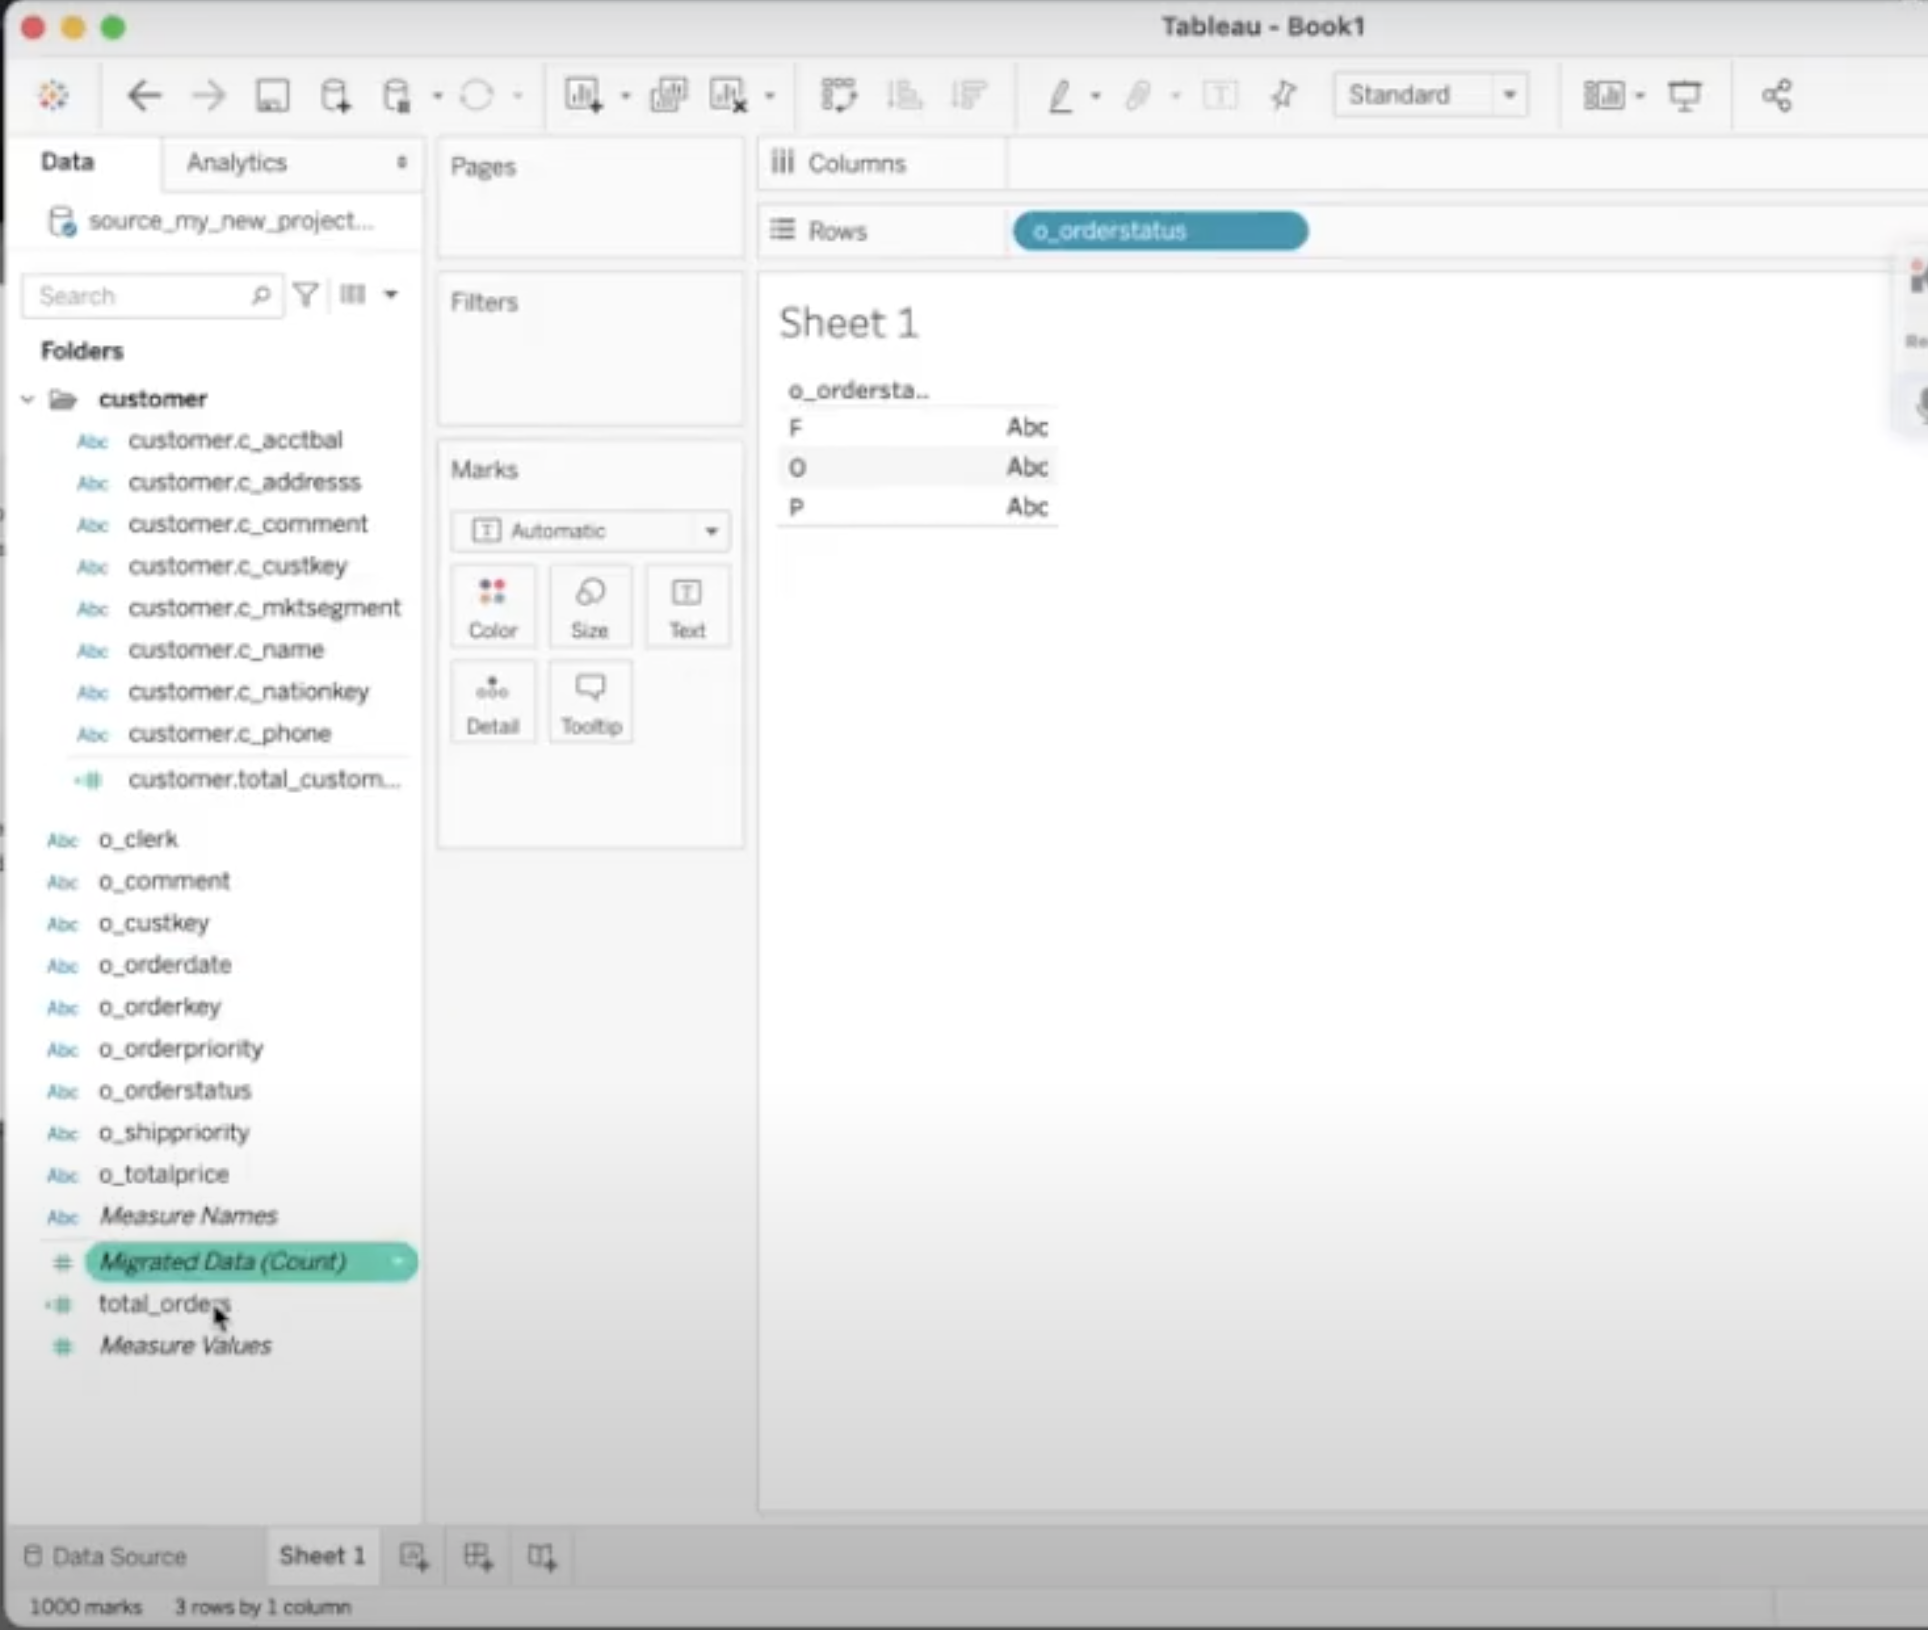 Tableau - Book1
Standard
Data
Analytics
source_my_new_project...
Search
Folders
customer
Abc customer.c_acctbal
Abc customer.c_addresss
Abc customer.c_comment
Abc customer.c_custkey
Abc customer.c_mktsegment
Abc customer.c_name
Abc customer.c_nationkey
Abc customer.c_phone
customer.total_custom...
Abc o_clerk
Abc o_comment
Abc o_custkey
Abc o_orderdate
Abc o_orderkey
Abc o_orderpriority
Abc o_orderstatus
Abc o_shippriority
Abc o_totalprice
Abc Measure Names
# Migrated Data (Count)
total_orders
# Measure Values
Pages
Filters
Marks
Automatic
Color
Size
Text
Detail
Tooltip
Columns
Rows
o_orderstatus
Sheet 1
o_ordersta..
F Abc
O Abc
P Abc
Data Source
Sheet 1
1000 marks
3 rows by 1 column